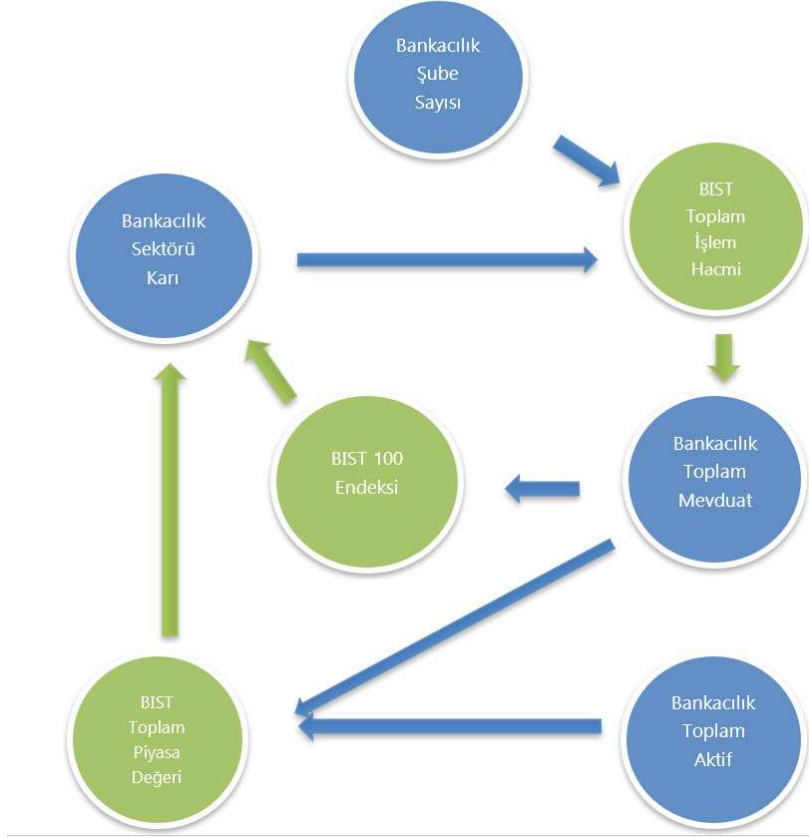 Bankacılık
Şube
Sayısı
BIST
Toplam
İşlem
Hacmi
Bankacılık
Sektörü
Karı
BIST 100
Endeksi
Bankacılık
Toplam
Mevduat
BIST
Toplam
Piyasa
Değeri
Bankacılık
Toplam
Aktif